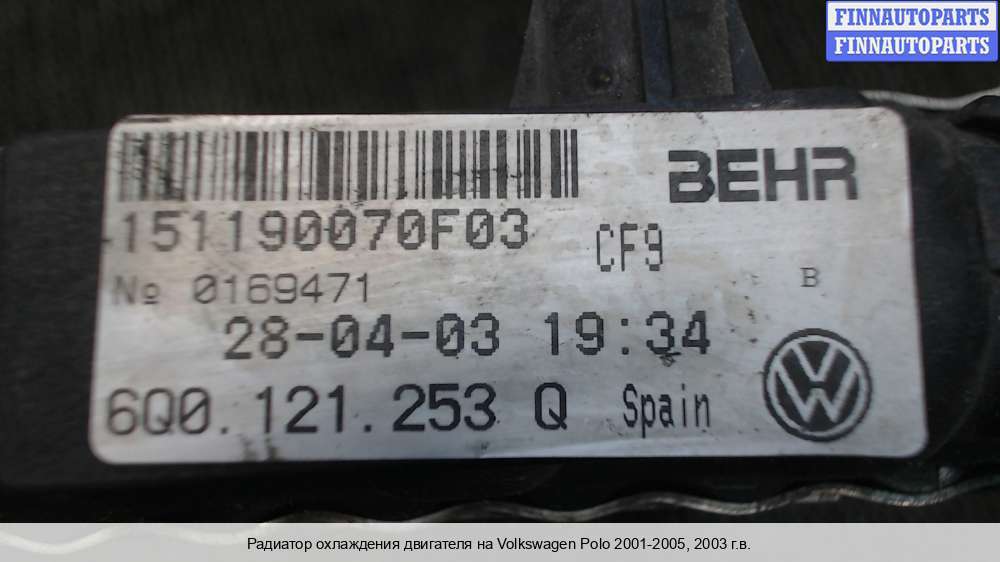 FINNAUTOPARTS
FINNAUTOPARTS
BEHR
151190070F03
CF9
№ 0169471
B
28-04-03 19:34
6Q0.121.253 Q Spain
Радиатор охлаждения двигателя на Volkswagen Polo 2001-2005, 2003 г.в.